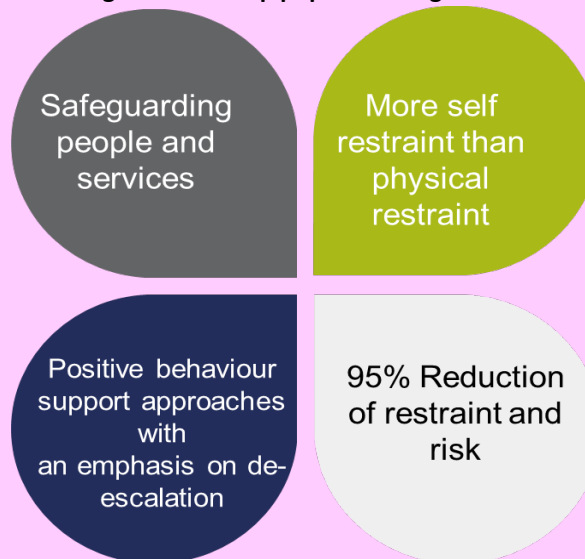 Safeguarding
people and
services
More self
restraint than
physical
restraint
Positive behaviour
support approaches
with
an emphasis on de-
escalation
95% Reduction
of restraint and
risk